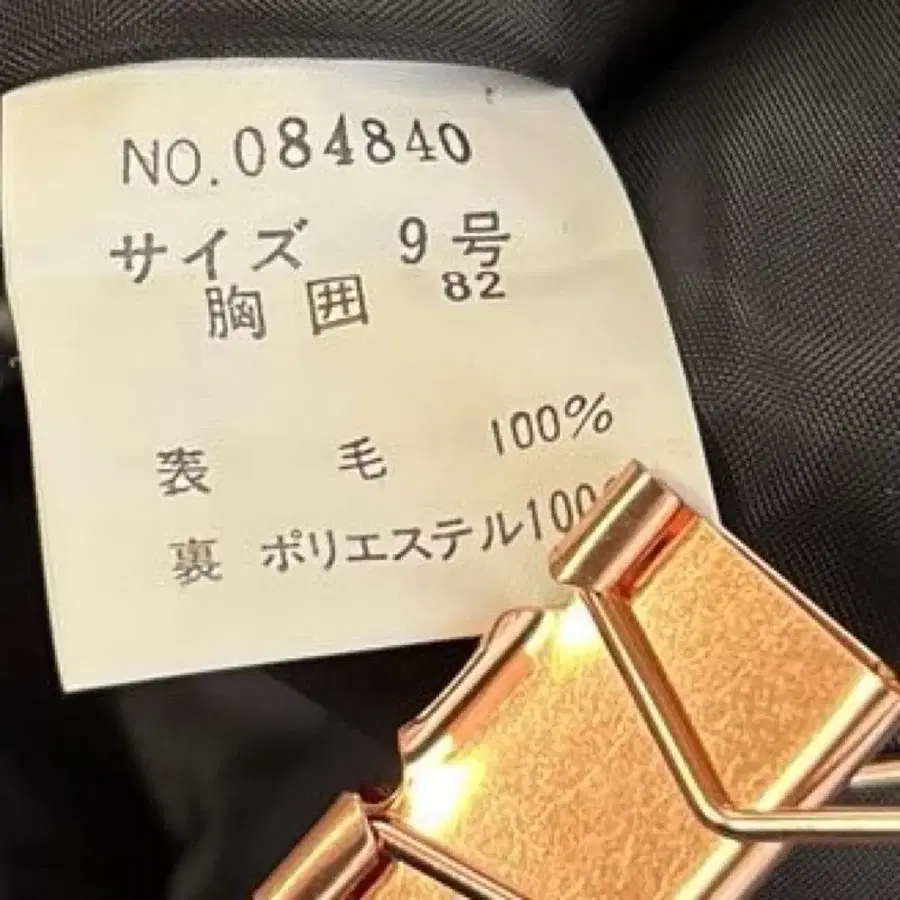 NO.084840
サイズ 9号
胸囲 82
表 毛 100%
裏 ポリエステル100